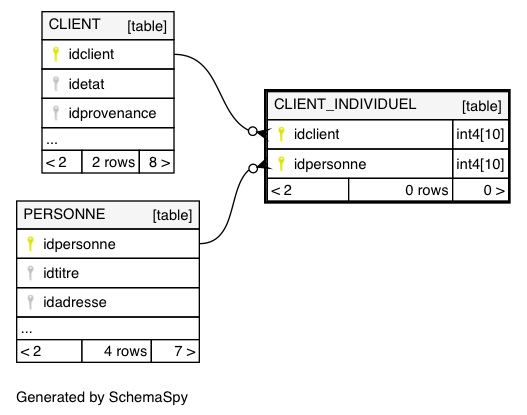 CLIENT [table]
idclient
idetat
idprovenance
...
< 2 2 rows 8 >
CLIENT_INDIVIDUEL [table]
idclient int4[10]
idpersonne int4[10]
< 2 0 rows 0 >
PERSONNE [table]
idpersonne
idtitre
idadresse
...
< 2 4 rows 7 >
Generated by SchemaSpy